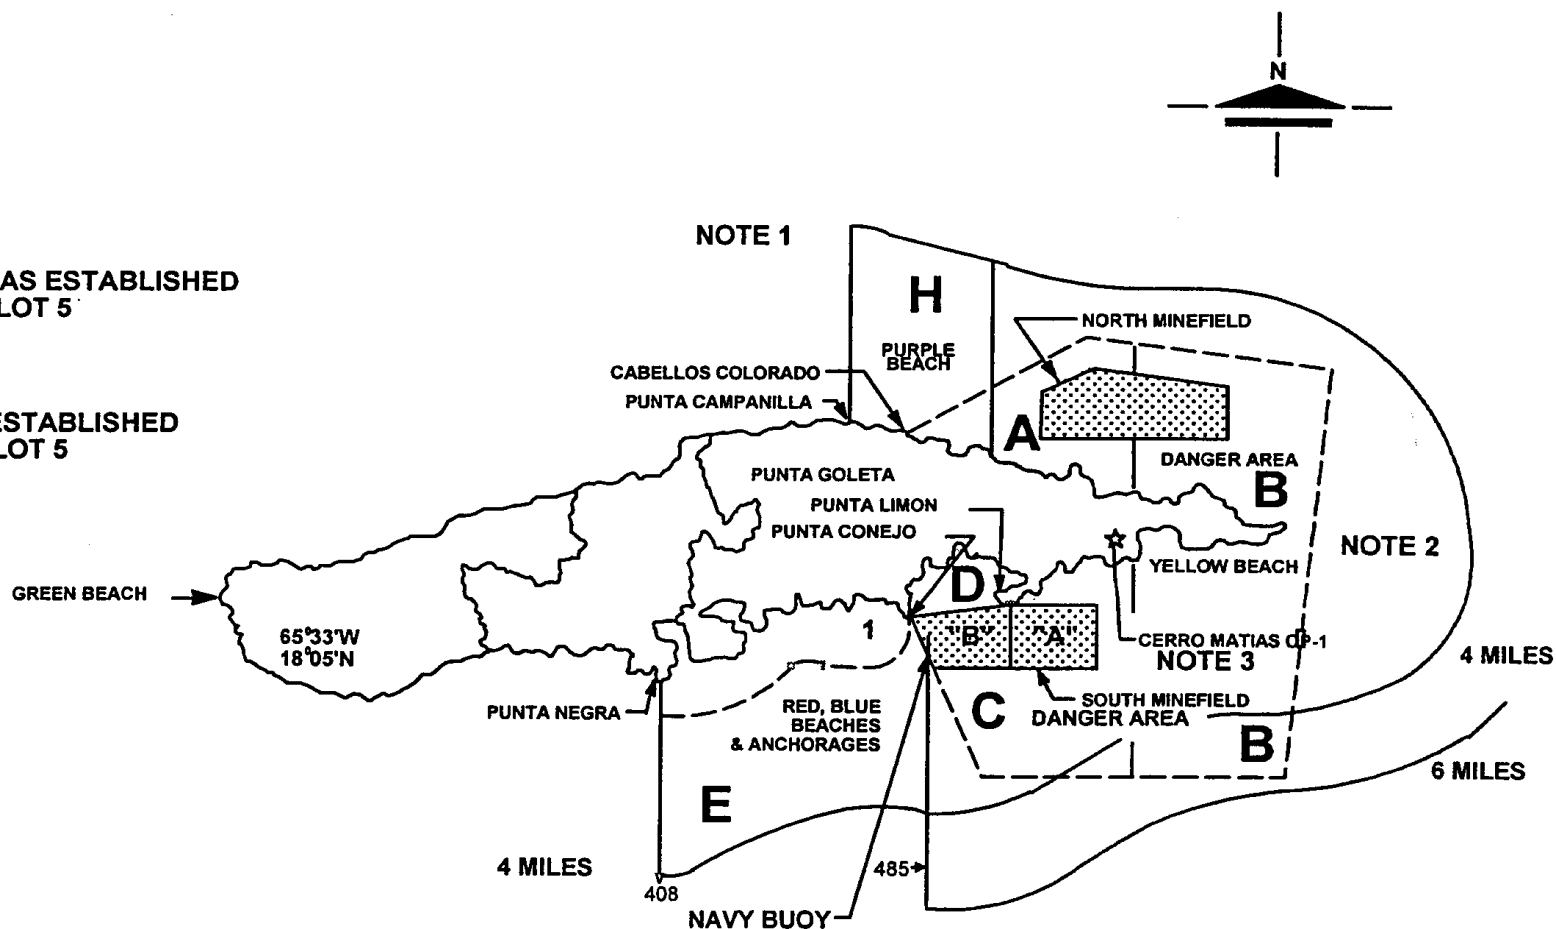 N
NOTE 1
AS ESTABLISHED
LOT 5
H
NORTH MINEFIELD
PURPLE
BEACH
CABELLOS COLORADO
PUNTA CAMPANILLA
ESTABLISHED
LOT 5
A
DANGER AREA
B
PUNTA GOLETA
PUNTA LIMON
PUNTA CONEJO
NOTE 2
YELLOW BEACH
D
GREEN BEACH
65°33'W
18°05'N
1
"B"
"A"
CERRO MATIAS OP-1
NOTE 3
4 MILES
PUNTA NEGRA
RED, BLUE
BEACHES
& ANCHORAGES
C
SOUTH MINEFIELD
DANGER AREA
B
6 MILES
E
4 MILES
485
408
NAVY BUOY